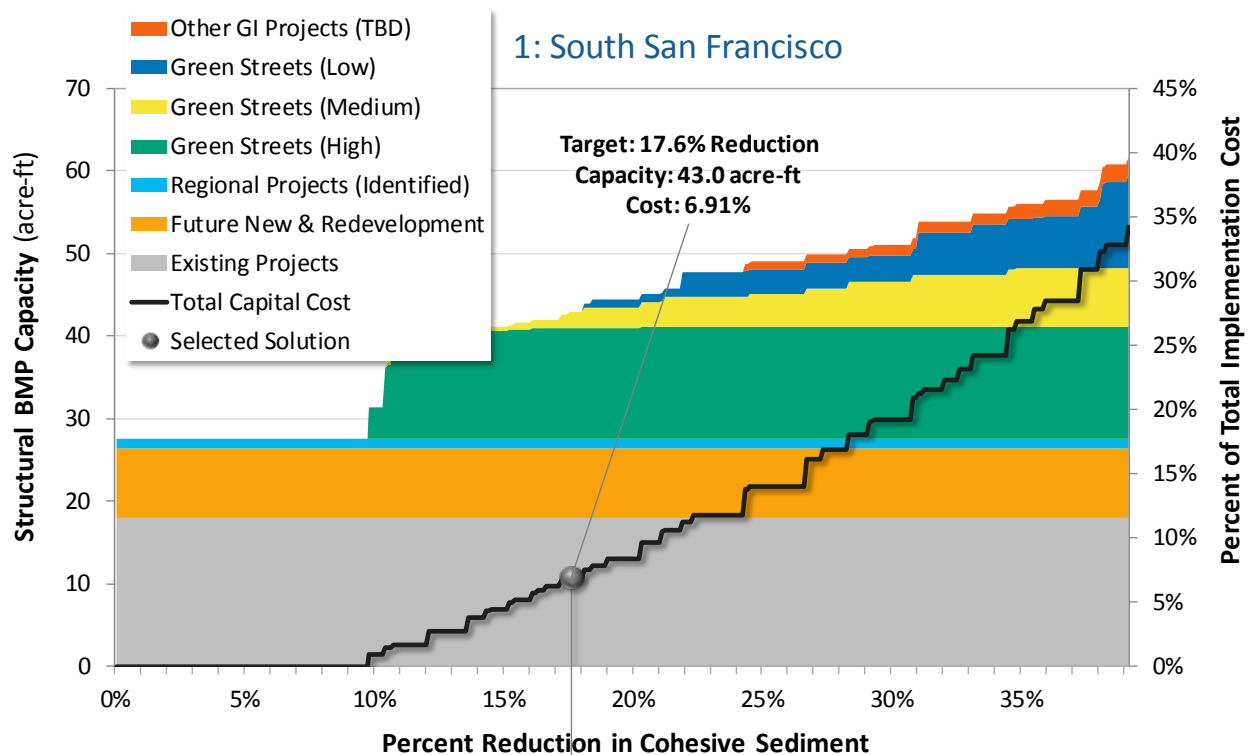 1: South San Francisco
Other GI Projects (TBD)
Green Streets (Low)
Green Streets (Medium)
Green Streets (High)
Regional Projects (Identified)
Future New & Redevelopment
Existing Projects
Total Capital Cost
Selected Solution
Target: 17.6% Reduction
Capacity: 43.0 acre-ft
Cost: 6.91%
Structural BMP Capacity (acre-ft)
70
60
50
40
30
20
10
0
45%
40%
35%
30%
25%
20%
15%
10%
5%
0%
Percent of Total Implementation Cost
0% 5% 10% 15% 20% 25% 30% 35%
Percent Reduction in Cohesive Sediment